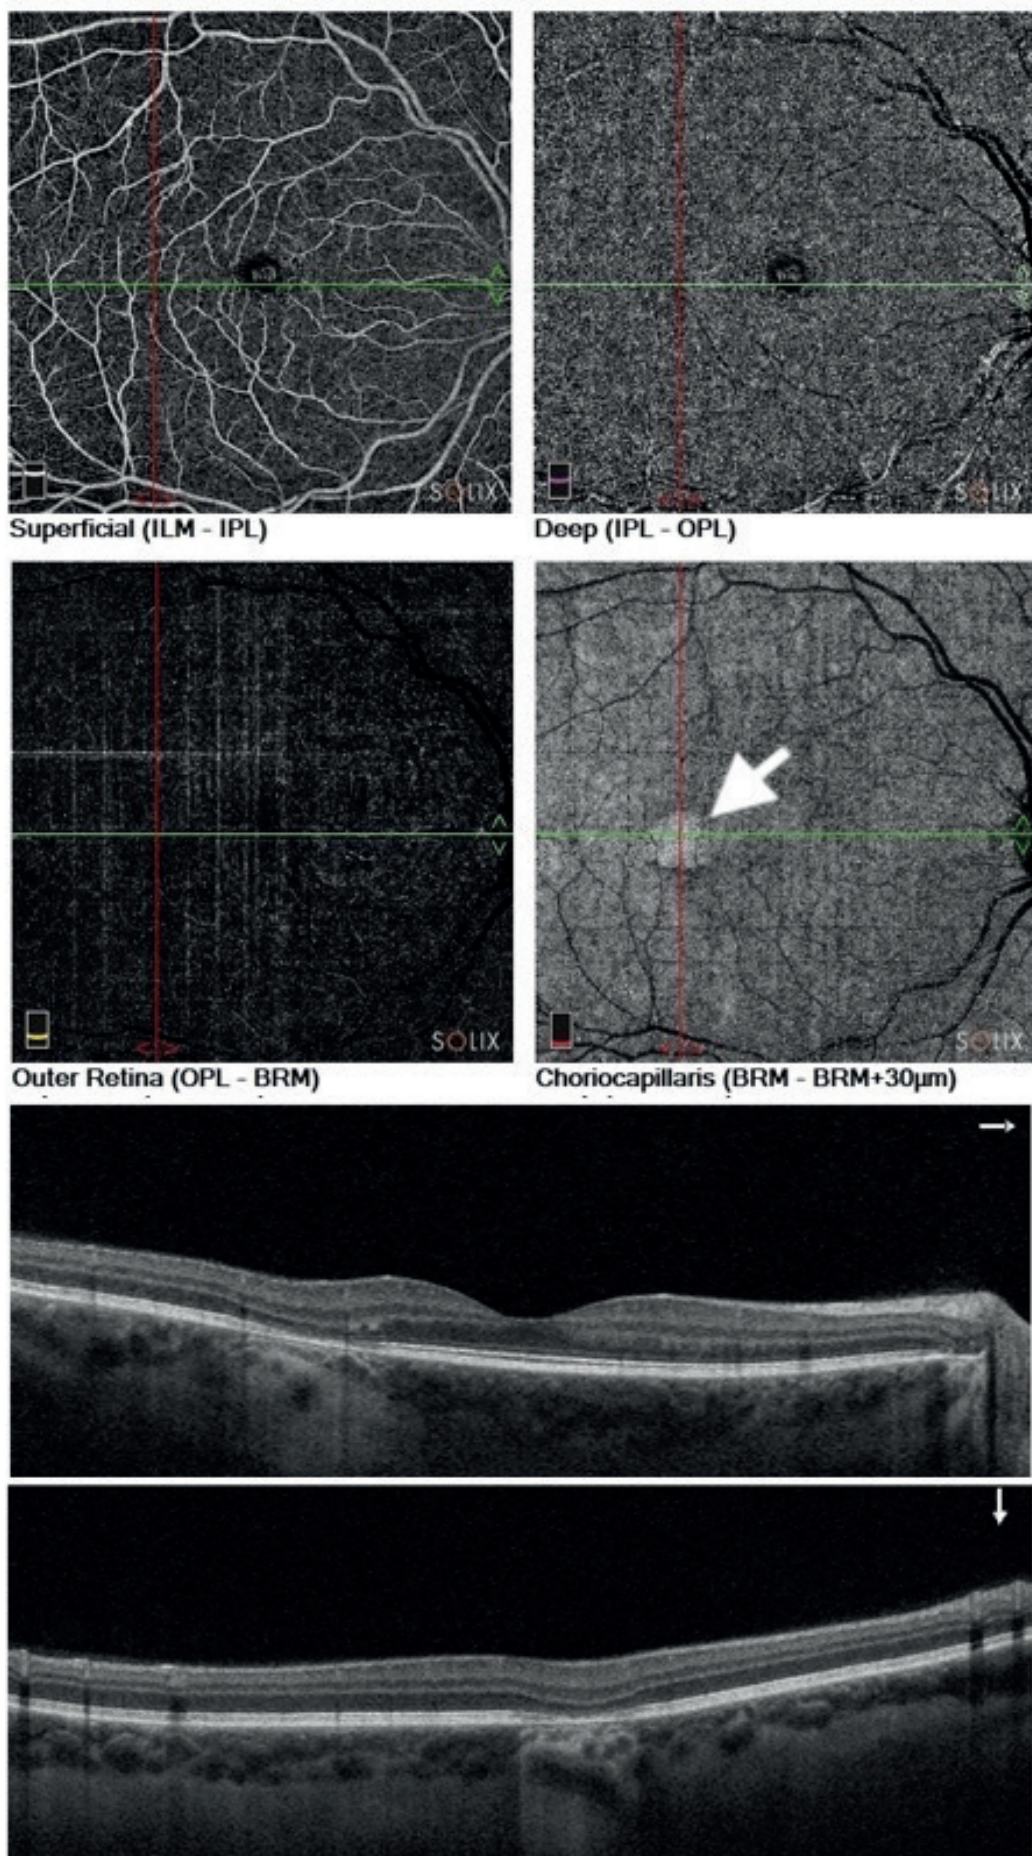 SOLIX
SOLIX
Superficial (ILM - IPL)
Deep (IPL - OPL)
SOLIX
SOLIX
Outer Retina (OPL - BRM)
Choriocapillaris (BRM - BRM+30µm)